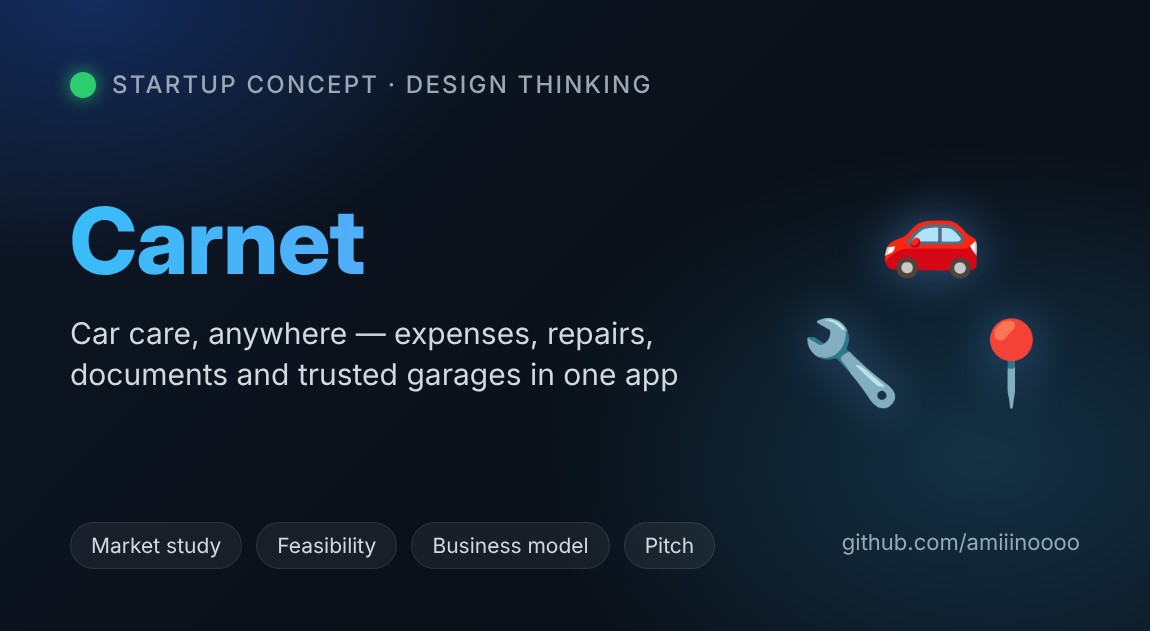 STARTUP CONCEPT · DESIGN THINKING
Carnet
Car care, anywhere — expenses, repairs,
documents and trusted garages in one app
Market study
Feasibility
Business model
Pitch
github.com/amiiinoooo